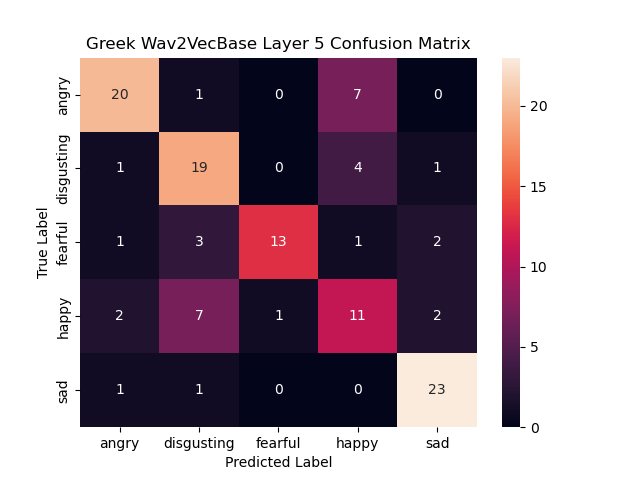 Greek Wav2VecBase Layer 5 Confusion Matrix
True Label
angry 20 1 0 7 0
disgusting 1 19 0 4 1
fearful 1 3 13 1 2
happy 2 7 1 11 2
sad 1 1 0 0 23
angry disgusting fearful happy sad
Predicted Label
20
15
10
5
0